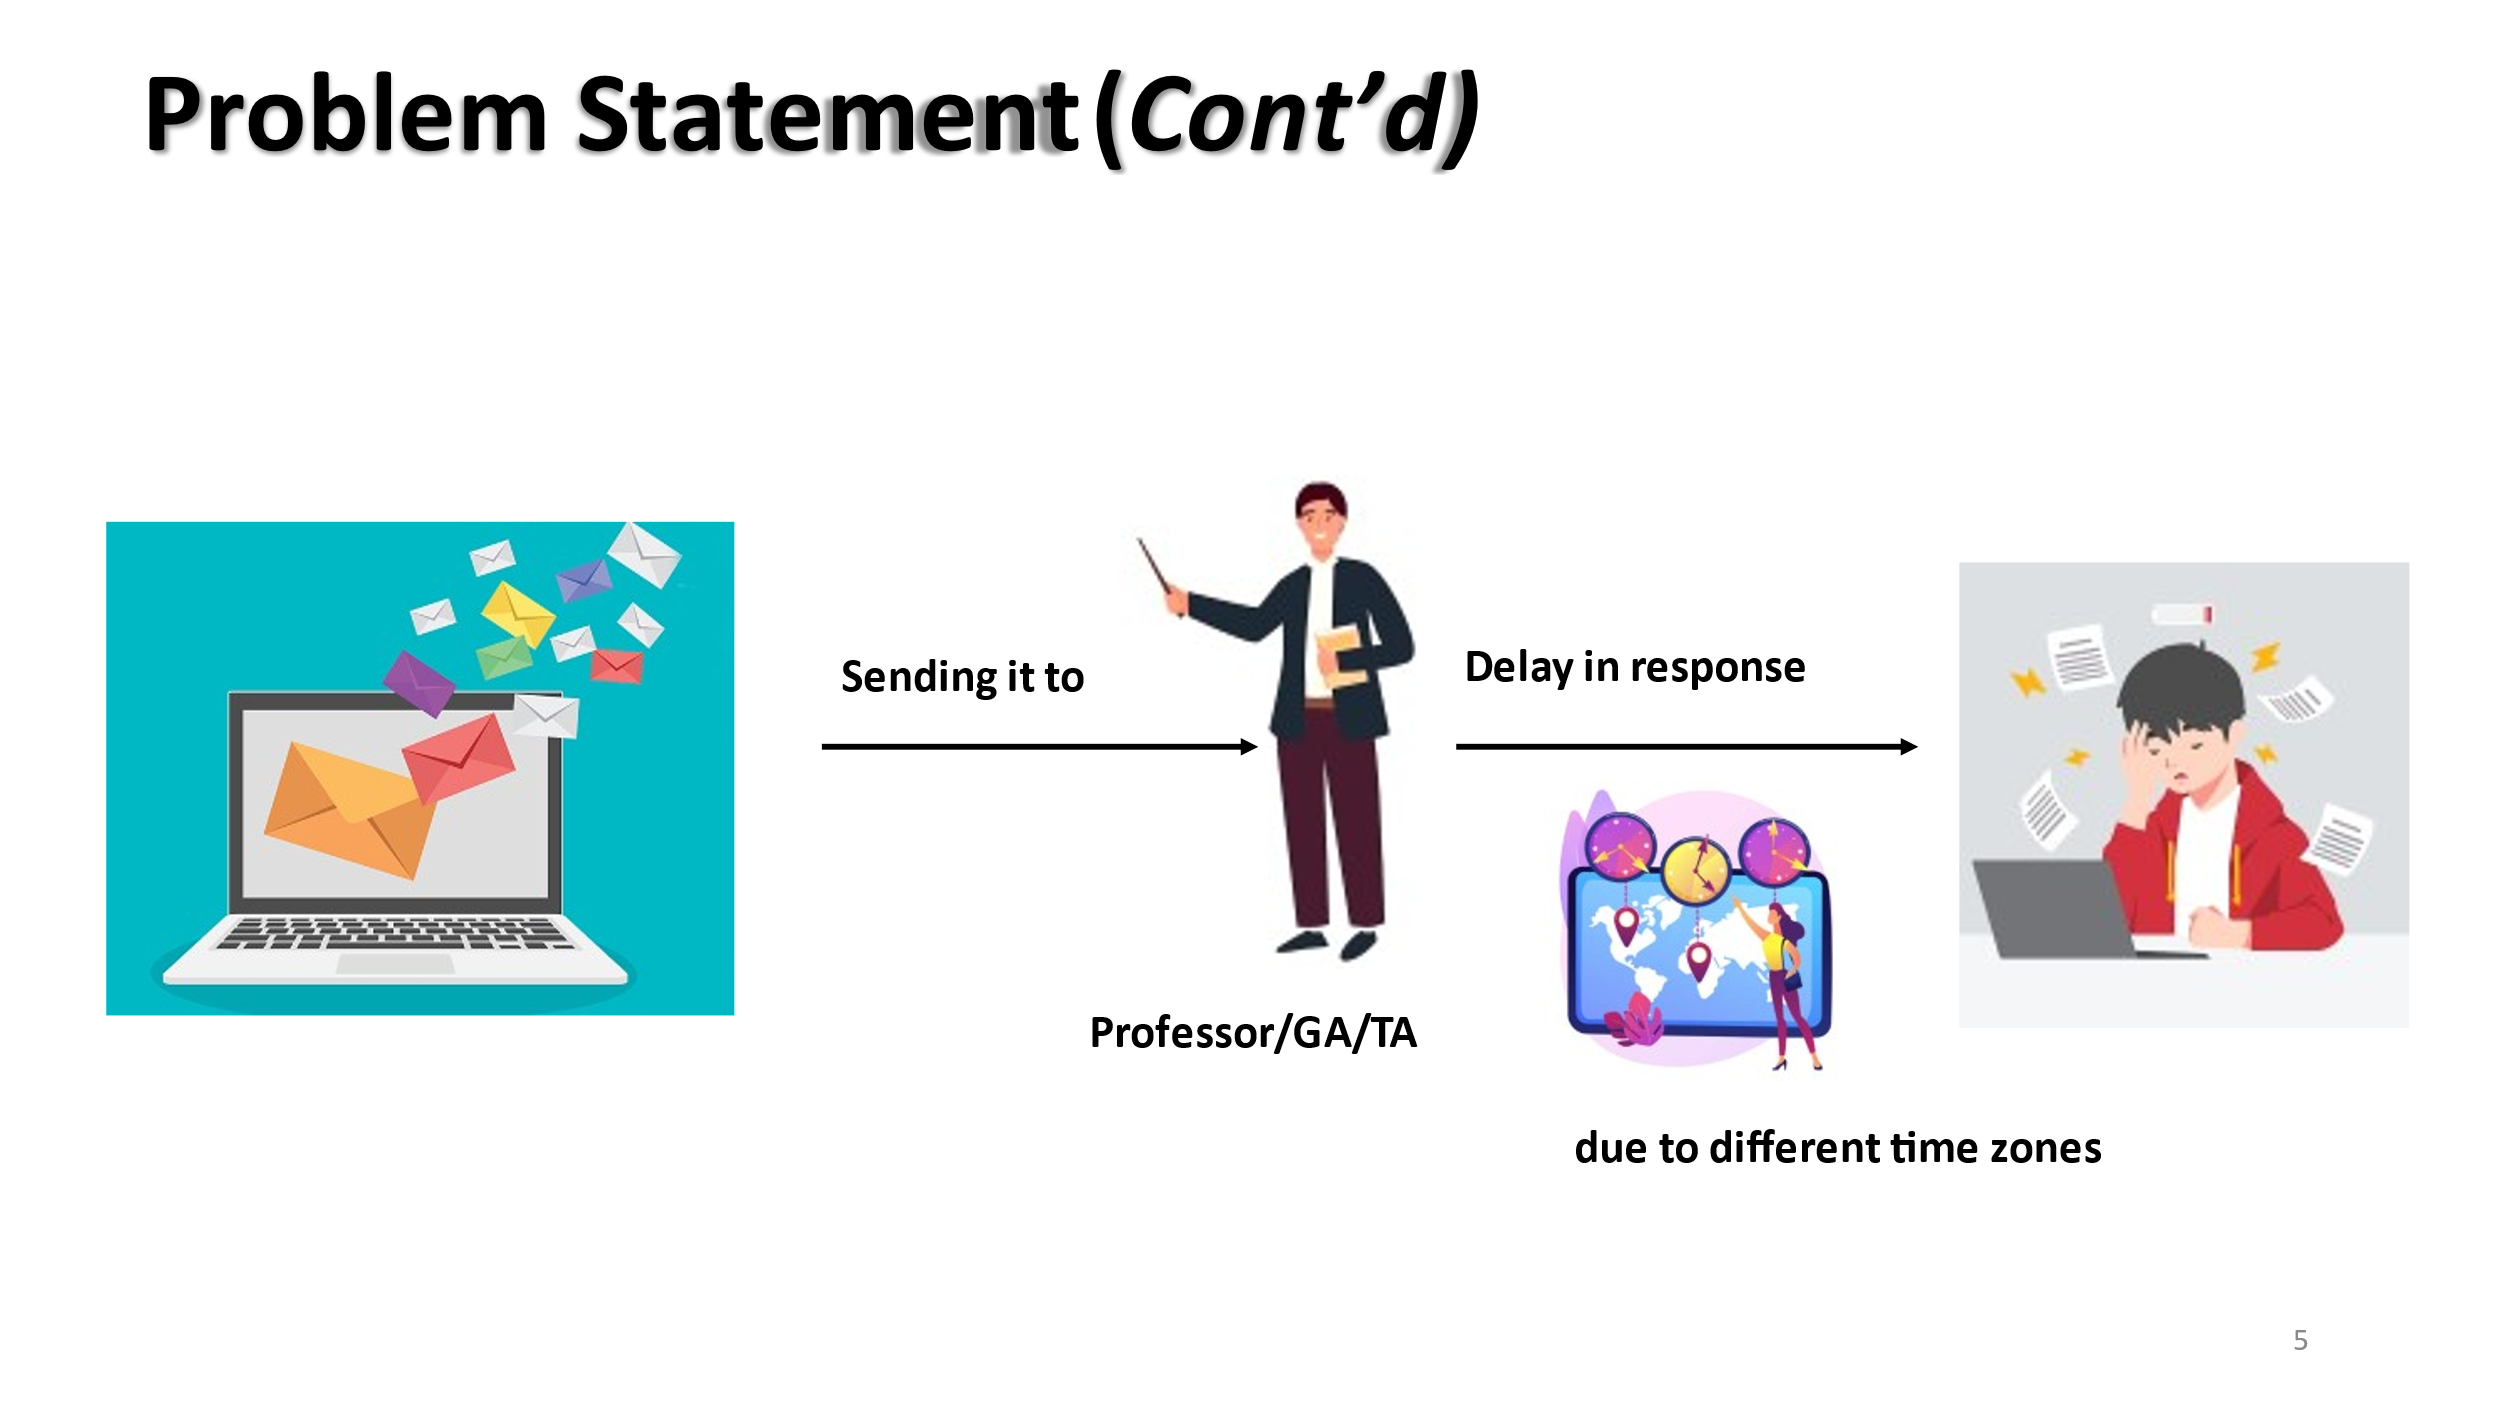 Problem Statement (Cont’d)
Sending it to
Delay in response
Professor/GA/TA
due to different time zones
5